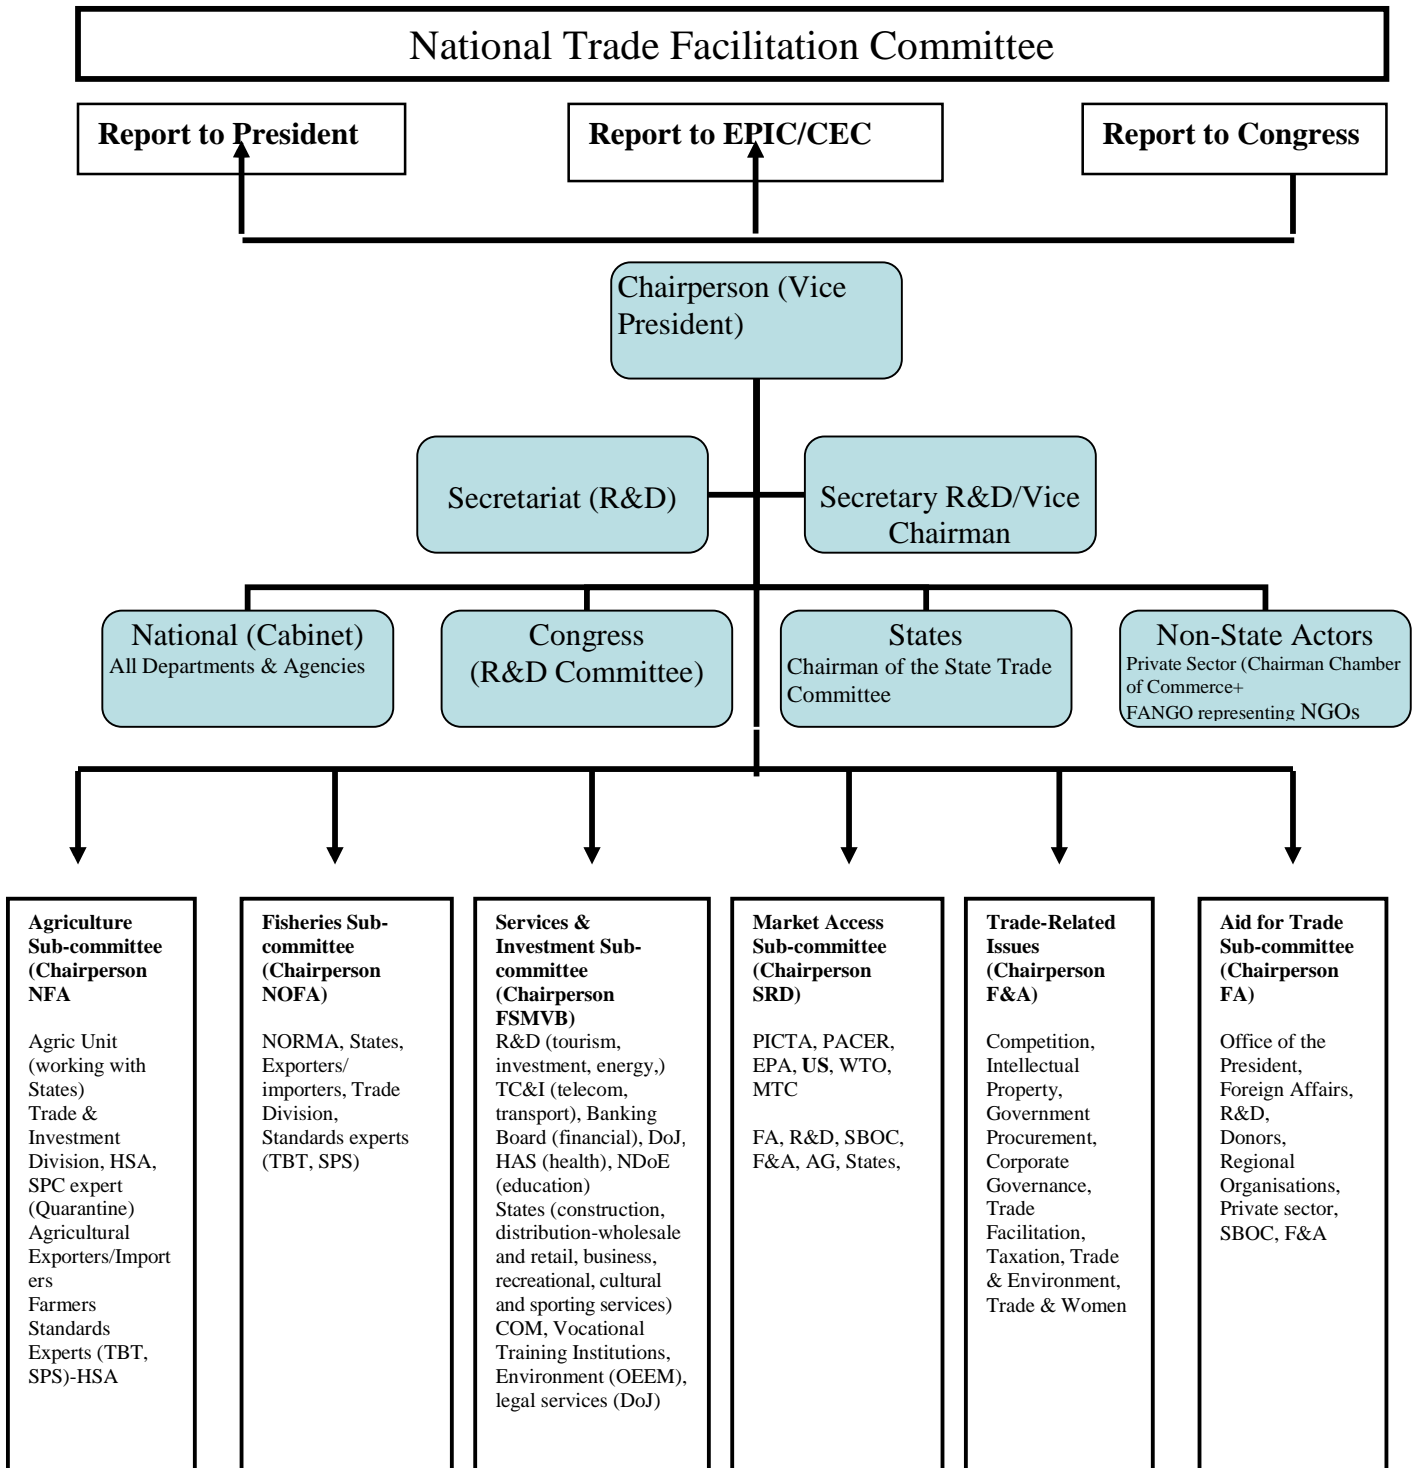 National Trade Facilitation Committee
Report to President
Report to EPIC/CEC
Report to Congress
Chairperson (Vice
President)
Secretariat (R&D)
Secretary R&D/Vice
Chairman
National (Cabinet)
All Departments & Agencies
Congress
(R&D Committee)
States
Chairman of the State Trade
Committee
Non-State Actors
Private Sector (Chairman Chamber
of Commerce+
FANGO representing NGOs
Agriculture
Sub-committee
(Chairperson
NFA
Agric Unit
(working with
States)
Trade &
Investment
Division, HSA,
SPC expert
(Quarantine)
Agricultural
Exporters/Import
ers
Farmers
Standards
Experts (TBT,
SPS)-HSA
Fisheries Sub-
committee
(Chairperson
NOFA)
NORMA, States,
Exporters/
importers, Trade
Division,
Standards experts
(TBT, SPS)
Services &
Investment Sub-
committee
(Chairperson
FSMVB)
R&D (tourism,
investment, energy,)
TC&I (telecom,
transport), Banking
Board (financial), DoJ,
HAS (health), NDoE
(education)
States (construction,
distribution-wholesale
and retail, business,
recreational, cultural
and sporting services)
COM, Vocational
Training Institutions,
Environment (OEEM),
legal services (DoJ)
Market Access
Sub-committee
(Chairperson
SRD)
PICTA, PACER,
EPA, US, WTO,
MTC
FA, R&D, SBOC,
F&A, AG, States,
Trade-Related
Issues
(Chairperson
F&A)
Competition,
Intellectual
Property,
Government
Procurement,
Corporate
Governance,
Trade
Facilitation,
Taxation, Trade
& Environment,
Trade & Women
Aid for Trade
Sub-committee
(Chairperson
FA)
Office of the
President,
Foreign Affairs,
R&D,
Donors,
Regional
Organisations,
Private sector,
SBOC, F&A